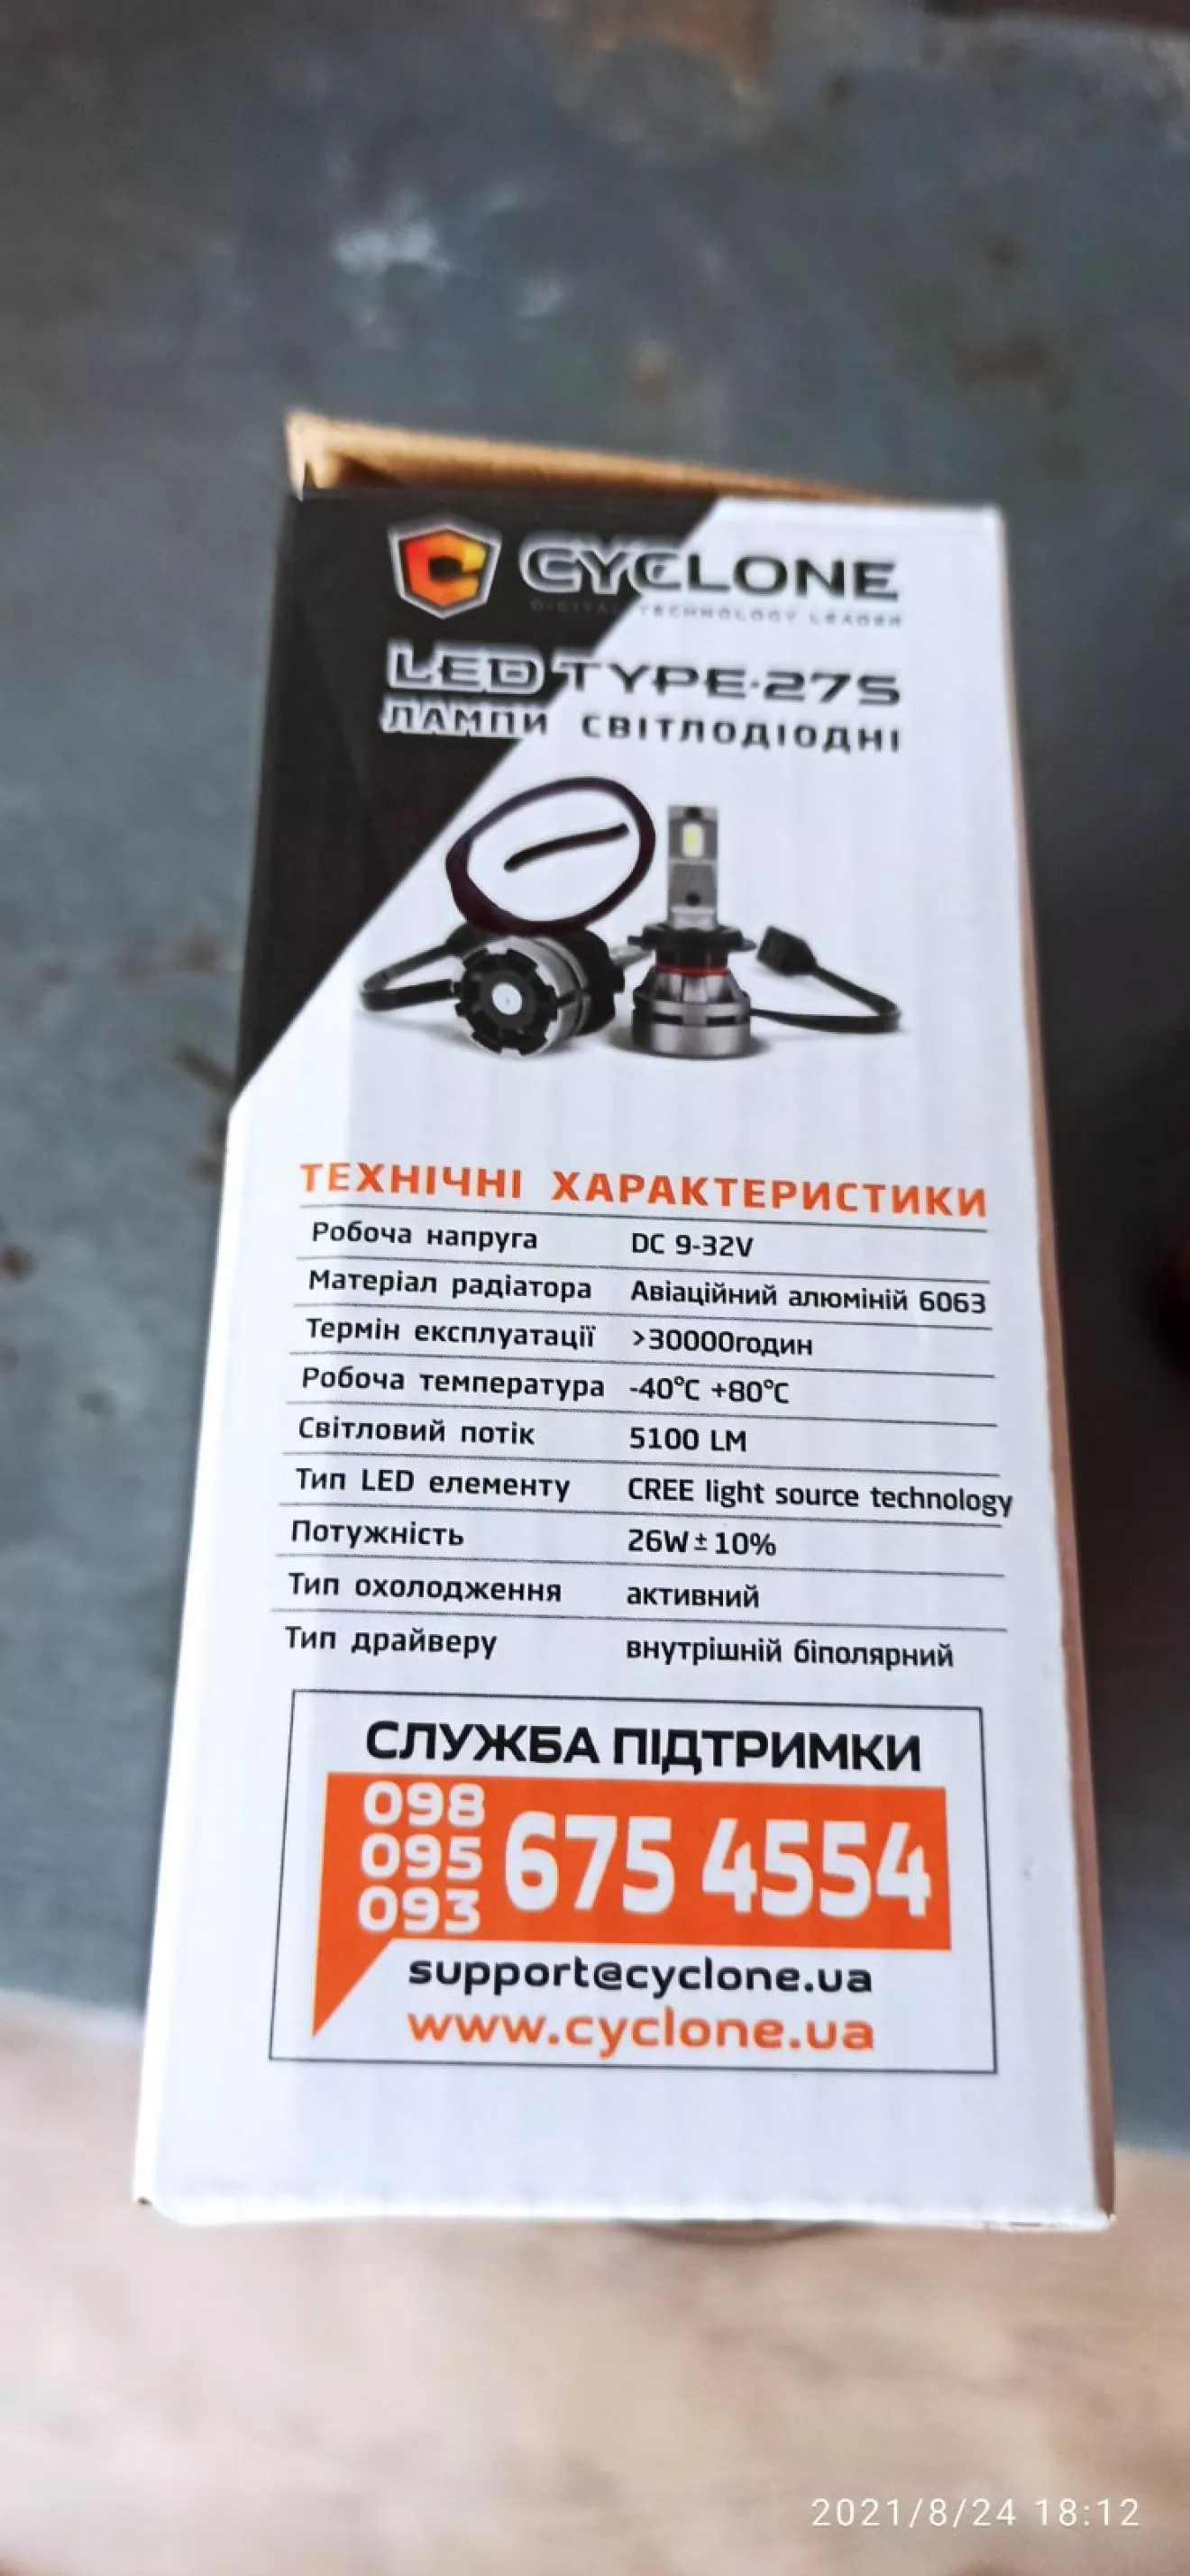 CYCLONE
DIGITAL TECHNOLOGY LEADER
LED TYPE-27S
ЛАМПИ СВІТЛОДІОДНІ
ТЕХНІЧНІ ХАРАКТЕРИСТИКИ
Робоча напруга DC 9-32V
Матеріал радіатора Авіаційний алюміній 6063
Термін експлуатації >30000годин
Робоча температура -40°C +80°C
Світловий потік 5100 LM
Тип LED елементу CREE light source technology
Потужність 26W ± 10%
Тип охолодження активний
Тип драйверу внутрішній біполярний
СЛУЖБА ПІДТРИМКИ
098
095 675 4554
093
support@cyclone.ua
www.cyclone.ua
2021/8/24 18:12